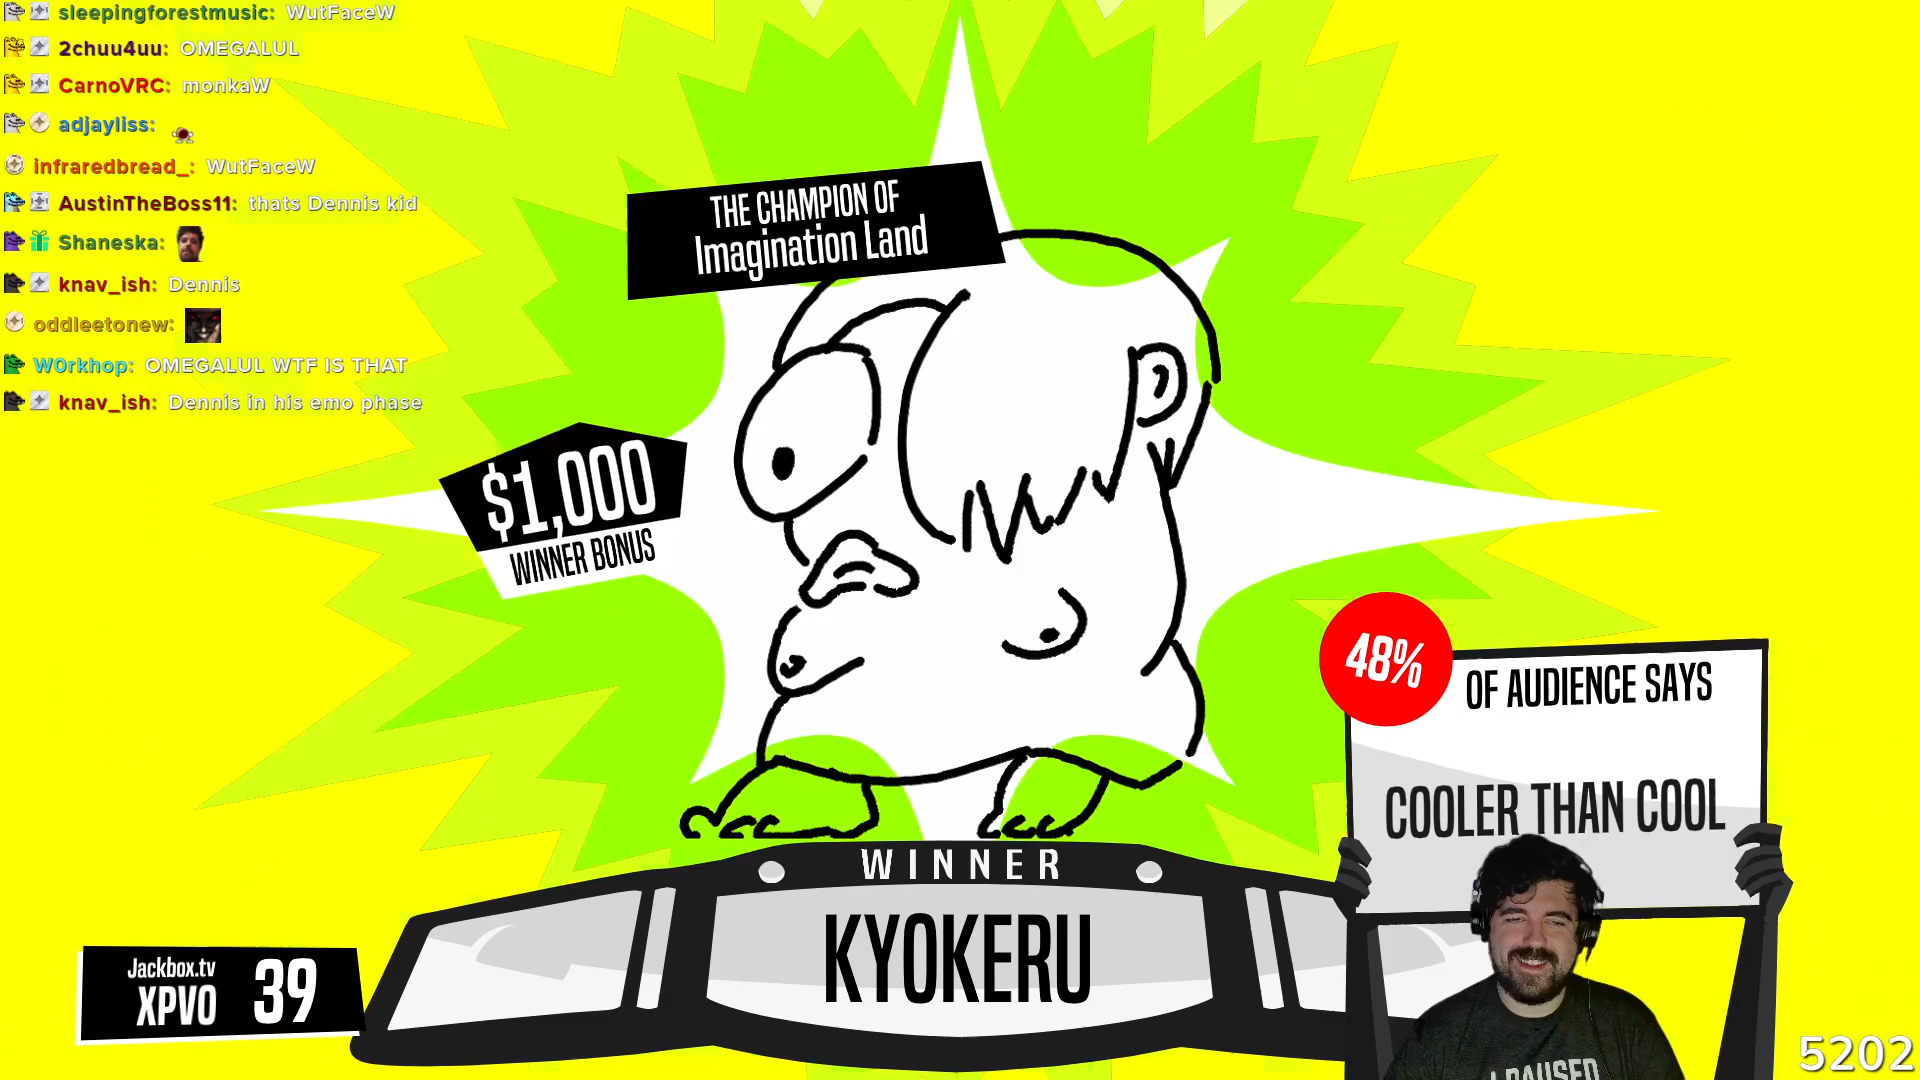 sleepingforestmusic: WutFaceW
2chuu4uu: OMEGALUL
CarnoVRC: monkaW
adjayliss:
infraredbread_: WutFaceW
AustinTheBoss11: thats Dennis kid
Shaneska:
knav_ish: Dennis
oddleetonew:
W0rkhop: OMEGALUL WTF IS THAT
knav_ish: Dennis in his emo phase
THE CHAMPION OF
Imagination Land
$1,000
WINNER BONUS
48%
OF AUDIENCE SAYS
COOLER THAN COOL
WINNER
KYOKERU
Jackbox.tv
XPVO
39
I PAUSED
5202